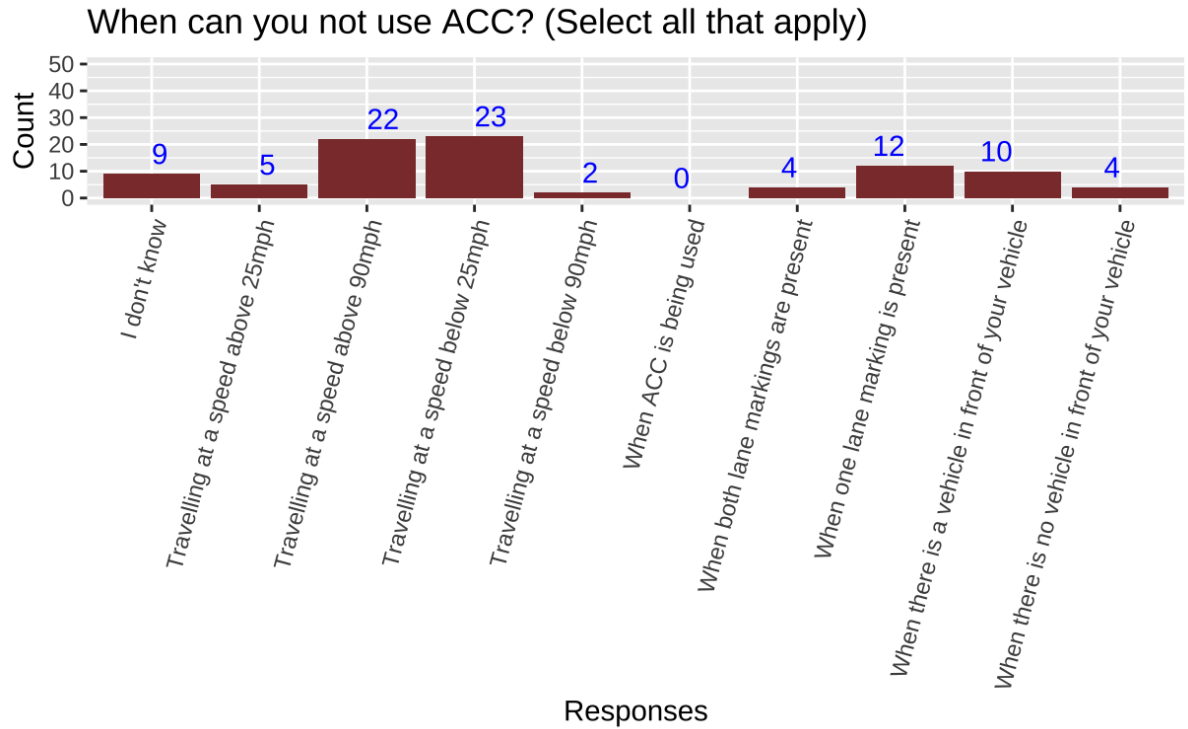 When can you not use ACC? (Select all that apply)
Count
50
40
30
20
10
0
9
5
22
23
2
0
4
12
10
4
I don't know
Travelling at a speed above 25mph
Travelling at a speed above 90mph
Travelling at a speed below 25mph
Travelling at a speed below 90mph
When ACC is being used
When both lane markings are present
When one lane marking is present
When there is a vehicle in front of your vehicle
When there is no vehicle in front of your vehicle
Responses